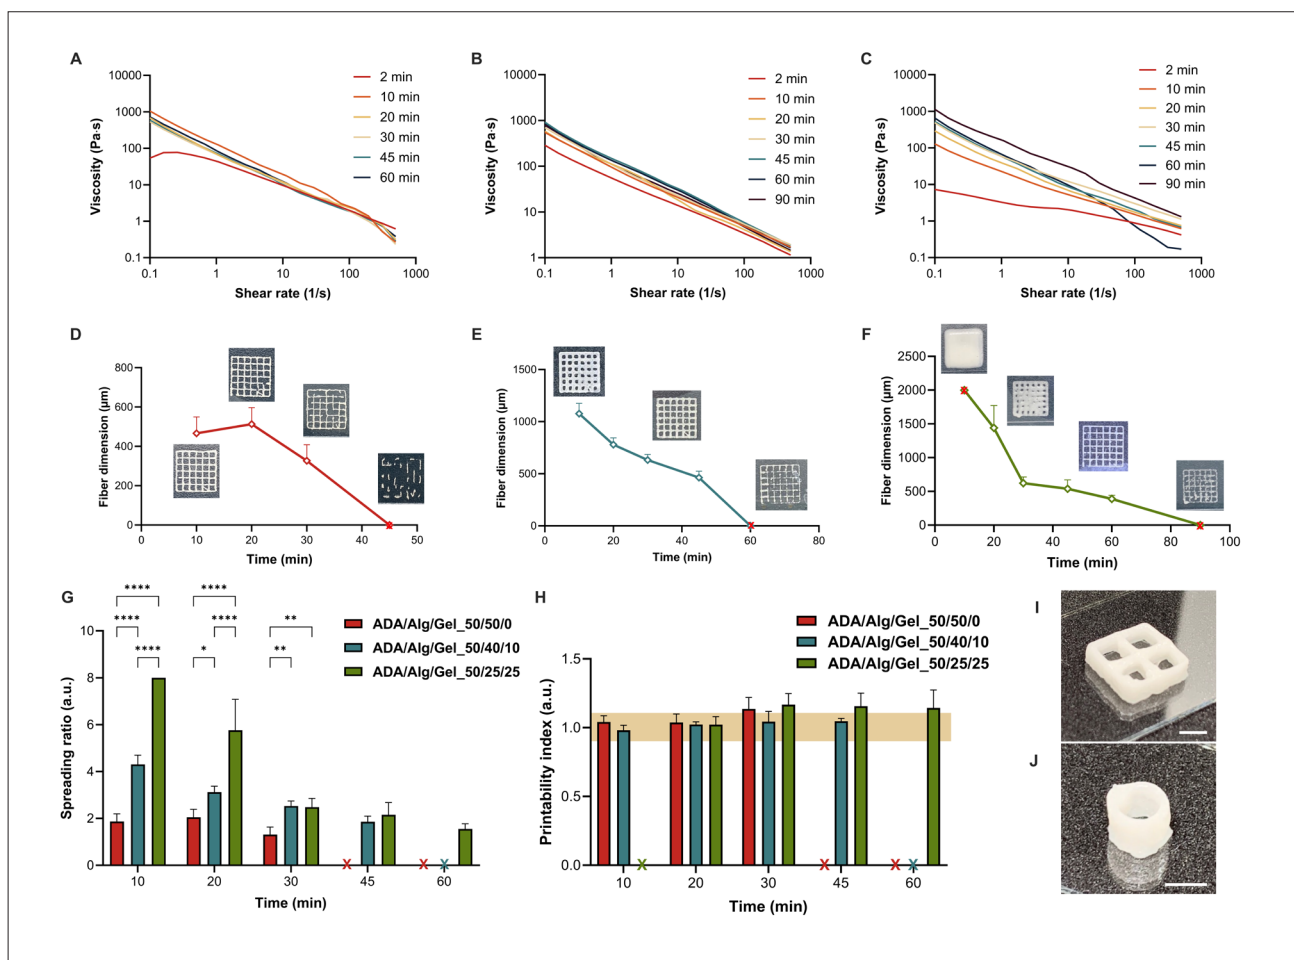 A
Viscosity (Pa·s)
10000
1000
100
10
1
0.1
0.1 1 10 100 1000
Shear rate (1/s)
2 min
10 min
20 min
30 min
45 min
60 min
B
Viscosity (Pa·s)
10000
1000
100
10
1
0.1 1 10 100 1000
Shear rate (1/s)
2 min
10 min
20 min
30 min
45 min
60 min
90 min
C
Viscosity (Pa·s)
10000
1000
100
10
1
0.1
0.1 1 10 100 1000
Shear rate (1/s)
2 min
10 min
20 min
30 min
45 min
60 min
90 min
D
Fiber dimension (µm)
800
600
400
200
0
0 10 20 30 40 50
Time (min)
E
Fiber dimension (µm)
1500
1000
500
0
0 20 40 60 80
Time (min)
F
Fiber dimension (µm)
2500
2000
1500
1000
500
0
0 20 40 60 80 100
Time (min)
G
**** ****
**** **** **
**** * **
Spreading ratio (a.u.)
10
8
6
4
2
0
X X X
10 20 30 45 60
Time (min)
ADA/Alg/Gel_50/50/0
ADA/Alg/Gel_50/40/10
ADA/Alg/Gel_50/25/25
H
Printability index (a.u.)
1.5
1.0
0.5
0.0
X X X X
10 20 30 45 60
Time (min)
ADA/Alg/Gel_50/50/0
ADA/Alg/Gel_50/40/10
ADA/Alg/Gel_50/25/25
I
J